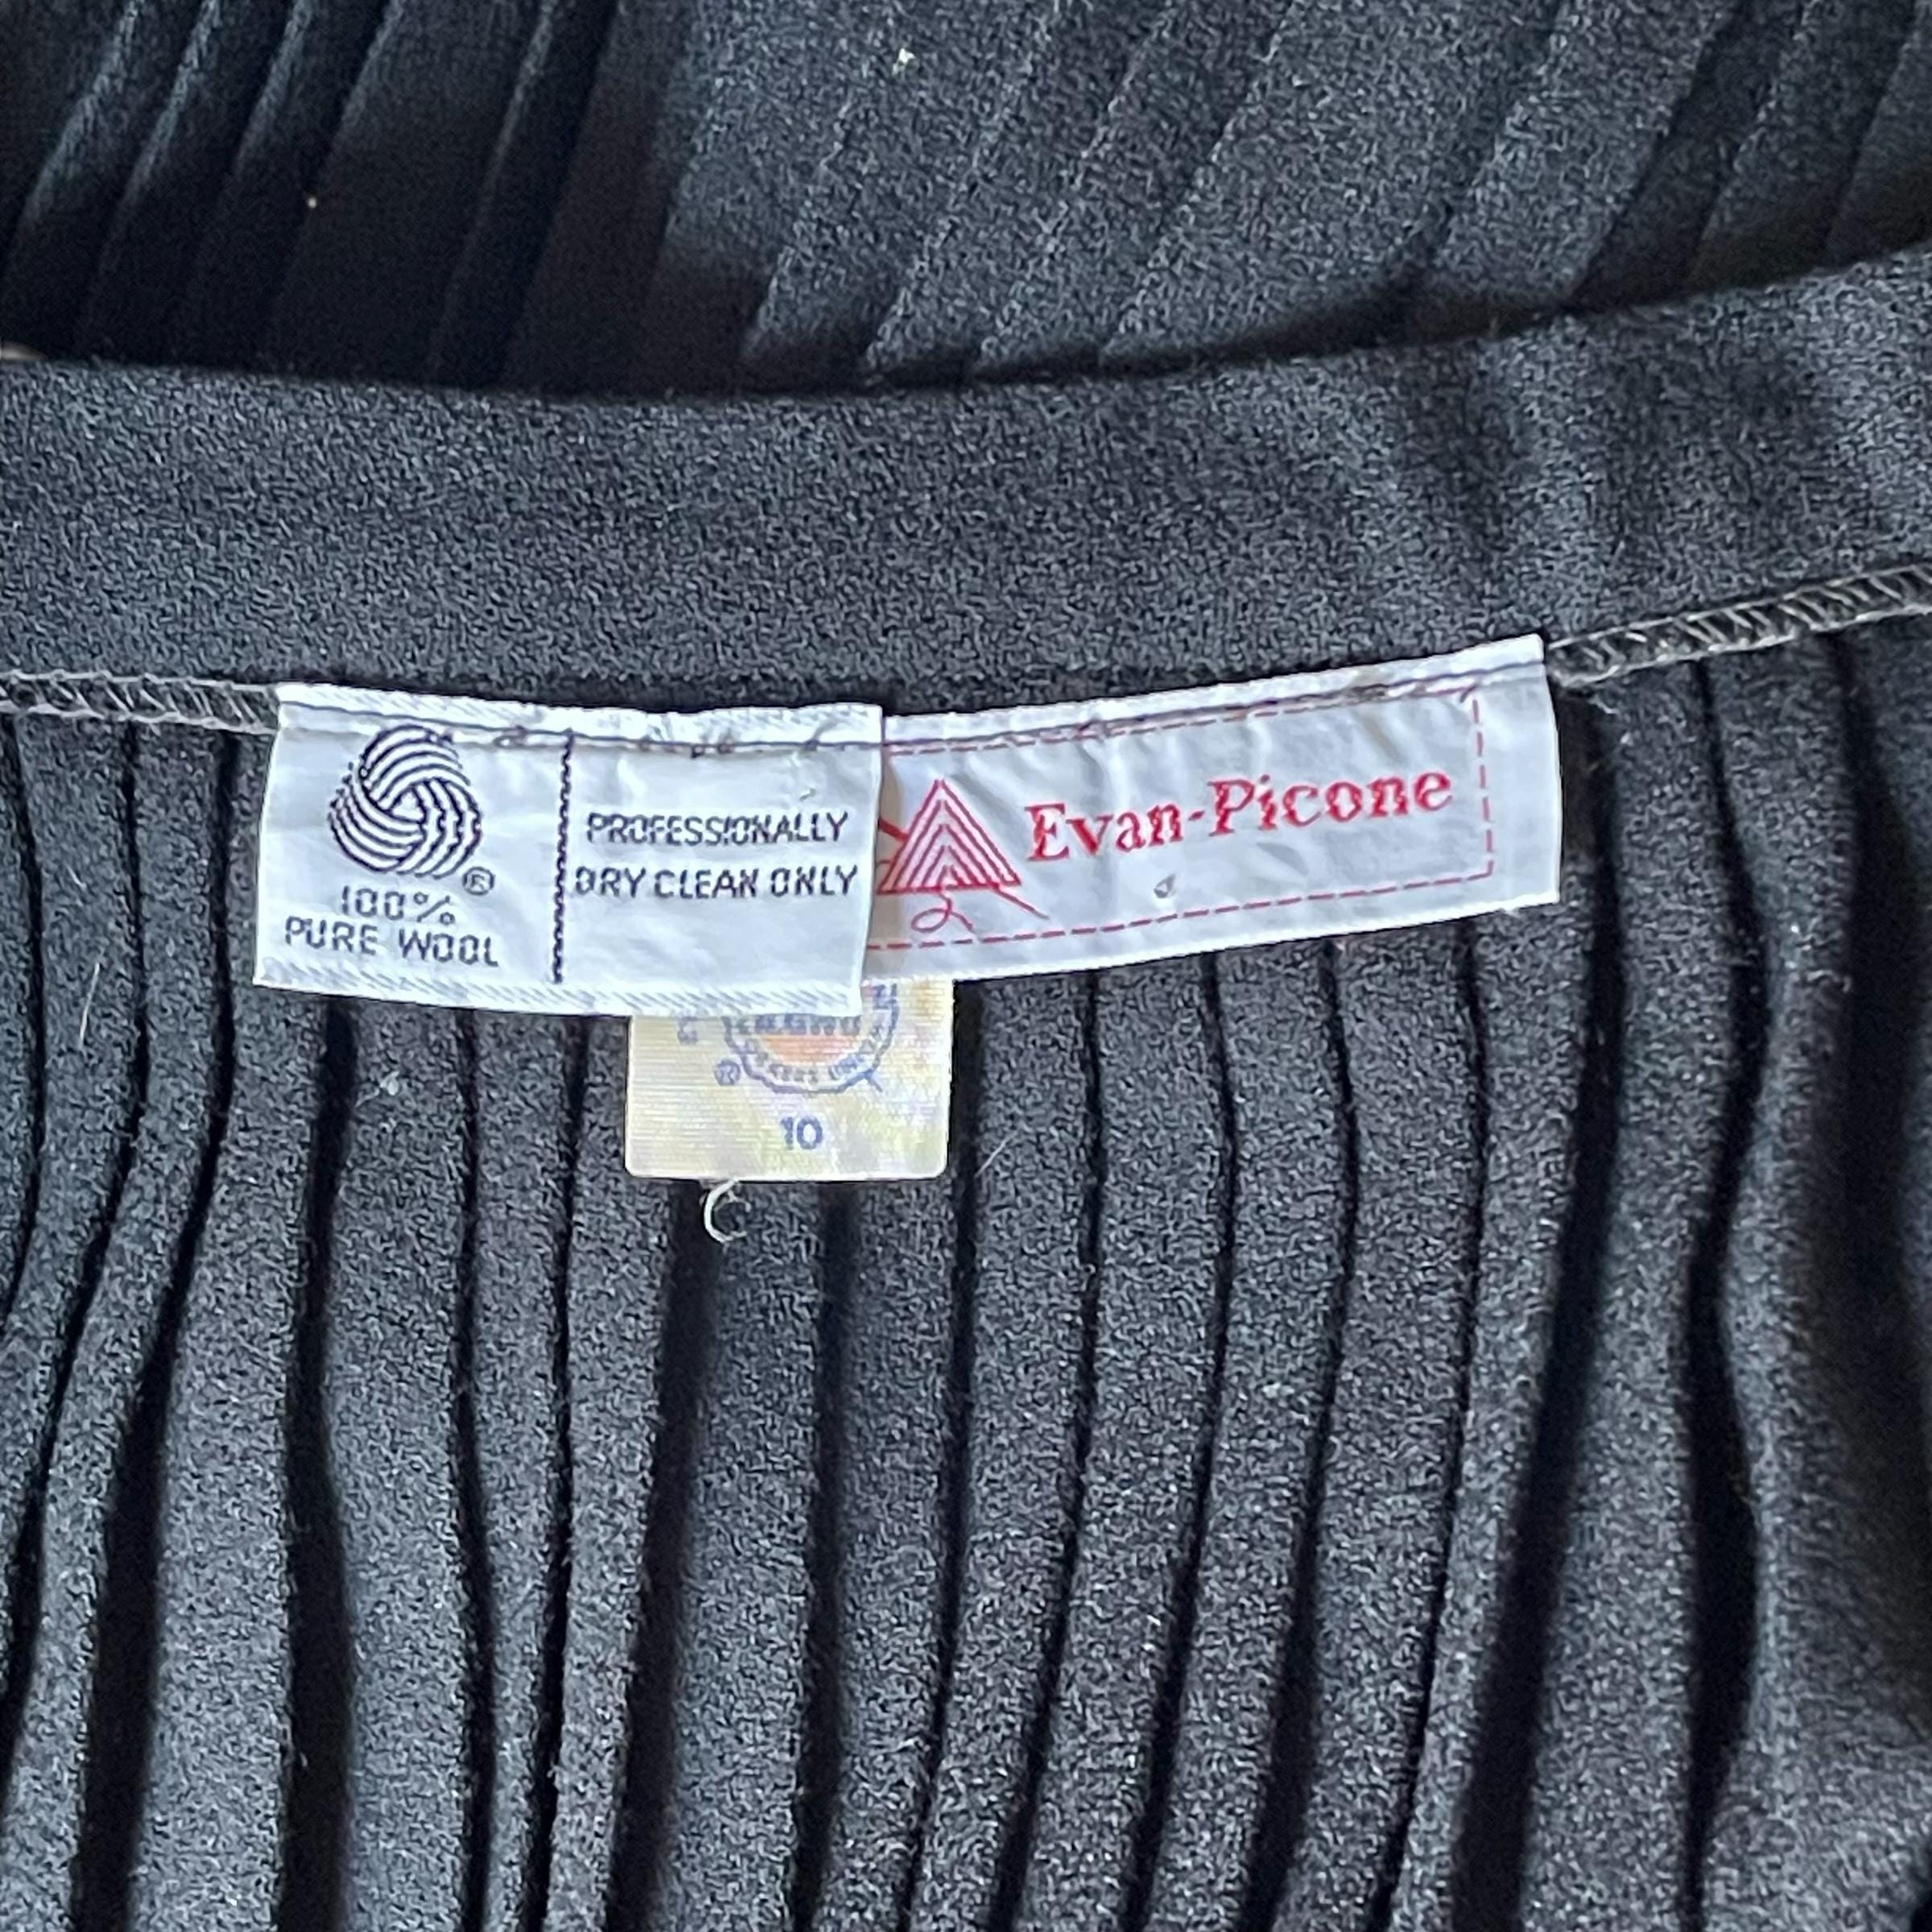 ®
100%
PURE WOOL
PROFESSIONALLY
DRY CLEAN ONLY
Evan-Picone
®
10